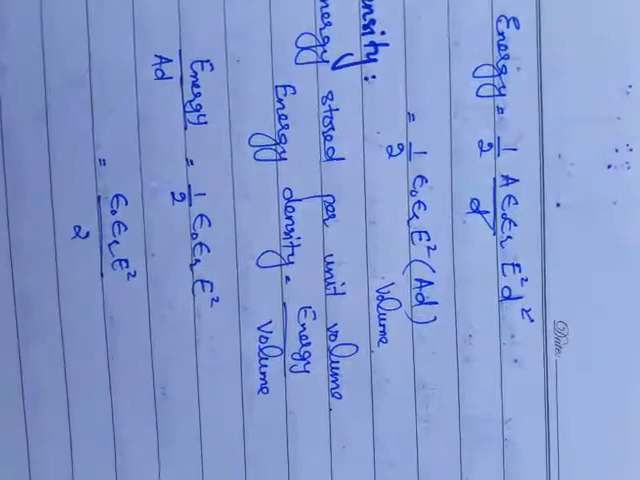 Date:
Energy = 1/2 Aϵ₀ϵᵣ/d E²d²
= 1/2 ϵ₀ϵᵣE²(Ad)
Volume
ensity:
nergy stored per unit volume.
Energy density = Energy/Volume
Energy/Ad = 1/2 ϵ₀ϵᵣE²
= ϵ₀ϵᵣE²/2